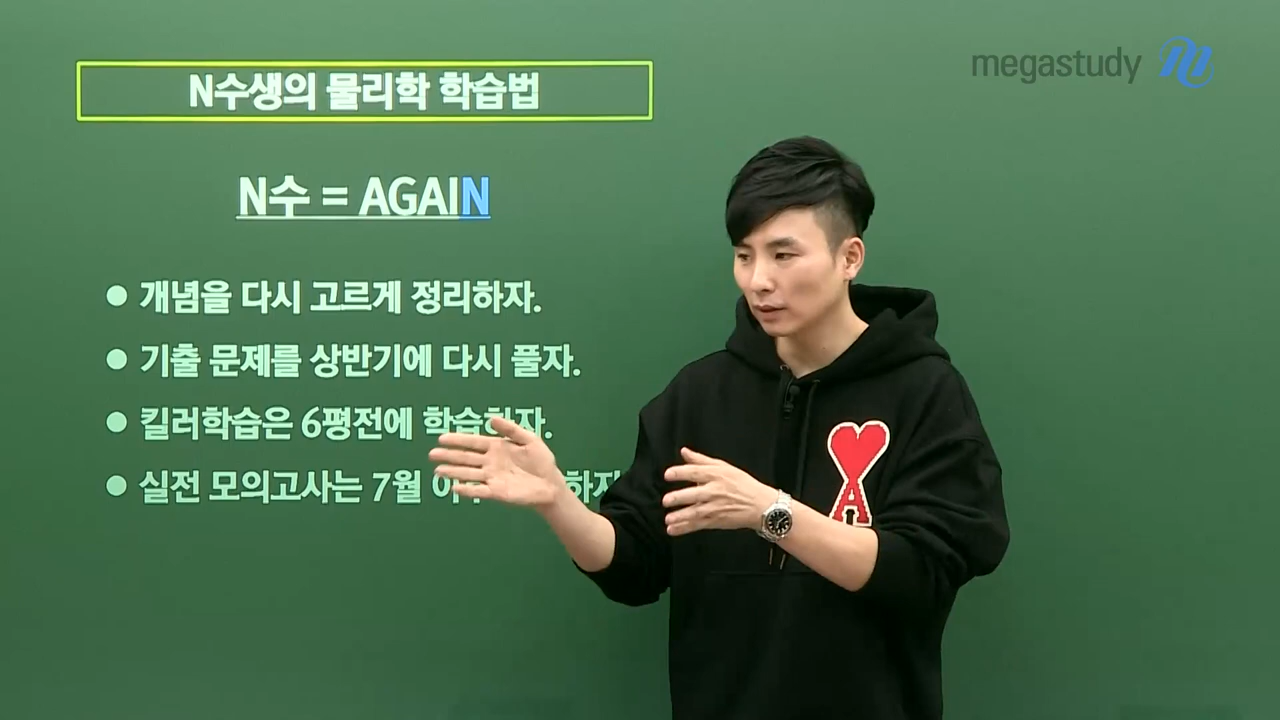 megastudy
N수생의 물리학 학습법
N수 = AGAIN
● 개념을 다시 고르게 정리하자.
● 기출 문제를 상반기에 다시 풀자.
● 킬러학습은 6평전에 학습하자.
● 실전 모의고사는 7월
A